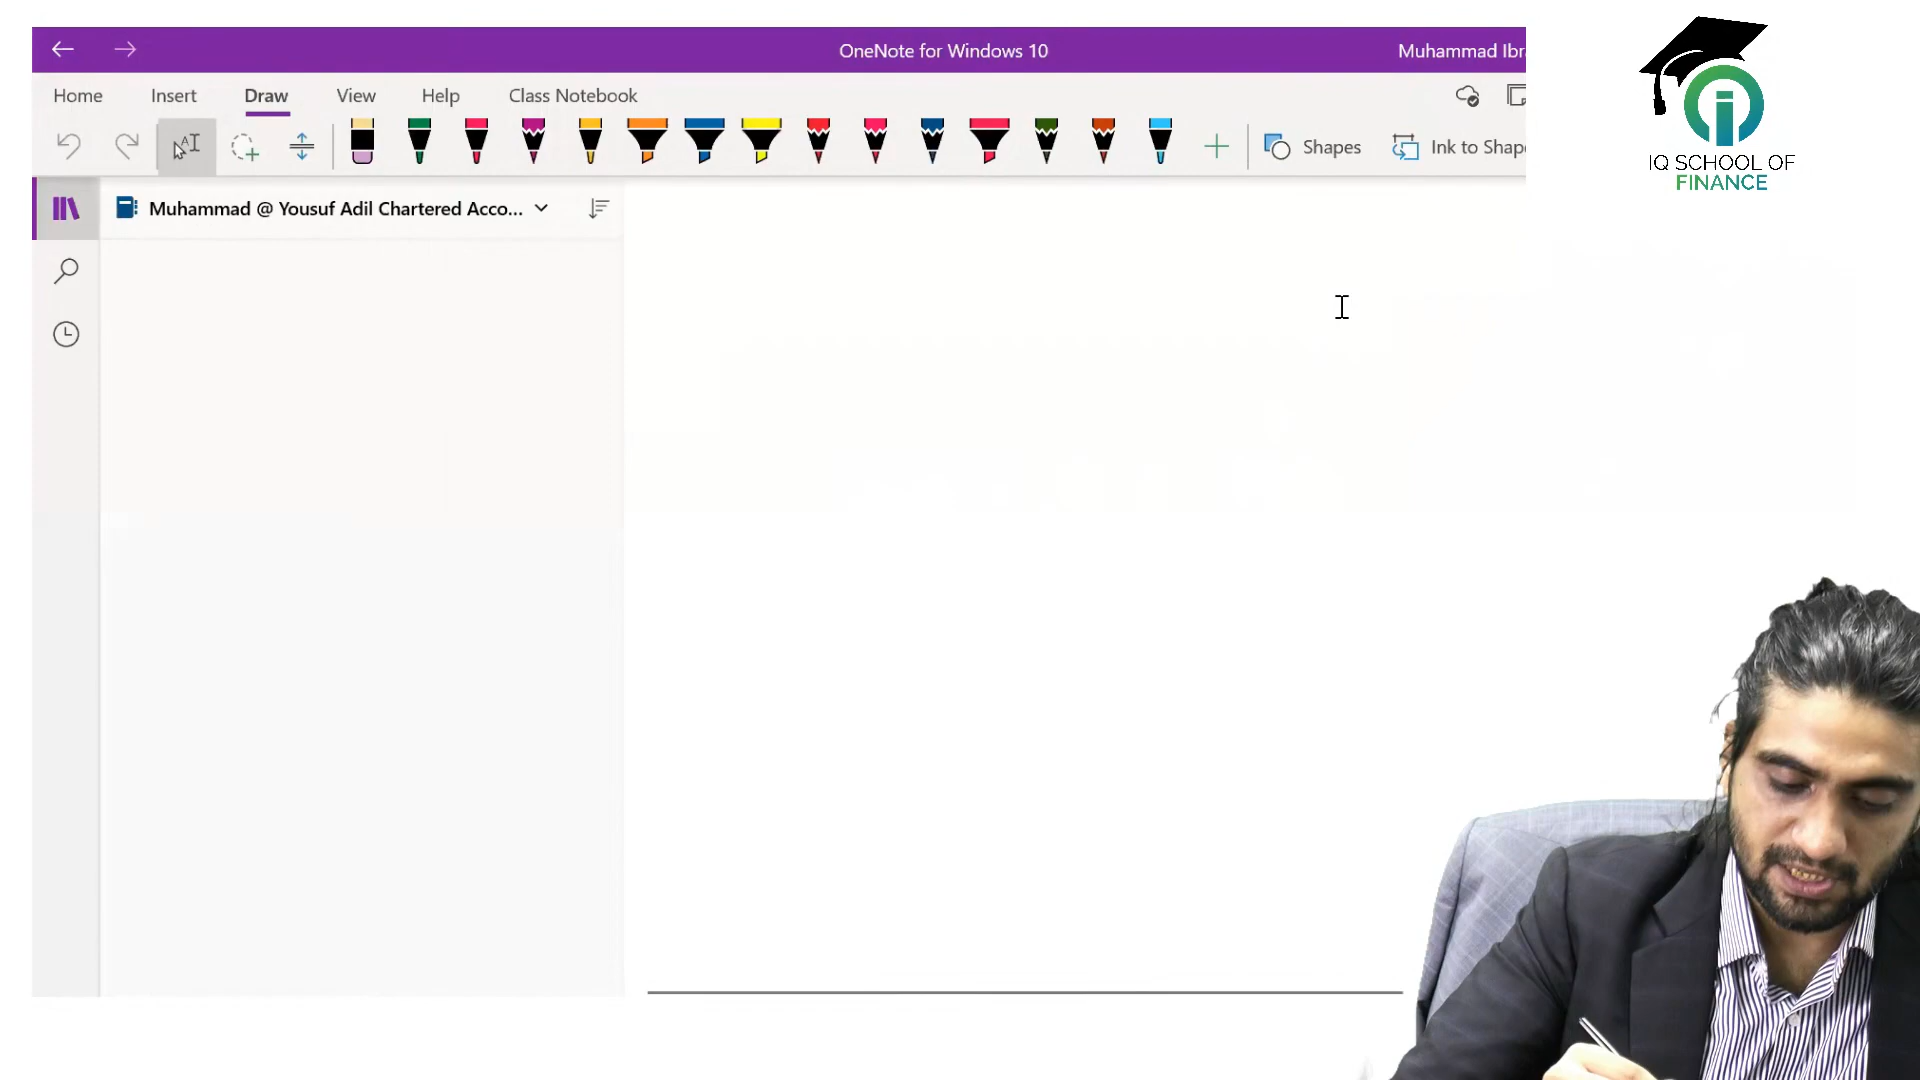 OneNote for Windows 10
Muhammad Ibr
Home Insert Draw View Help Class Notebook
Shapes Ink to Shap
Muhammad @ Yousuf Adil Chartered Acco...
IQ SCHOOL OF
FINANCE